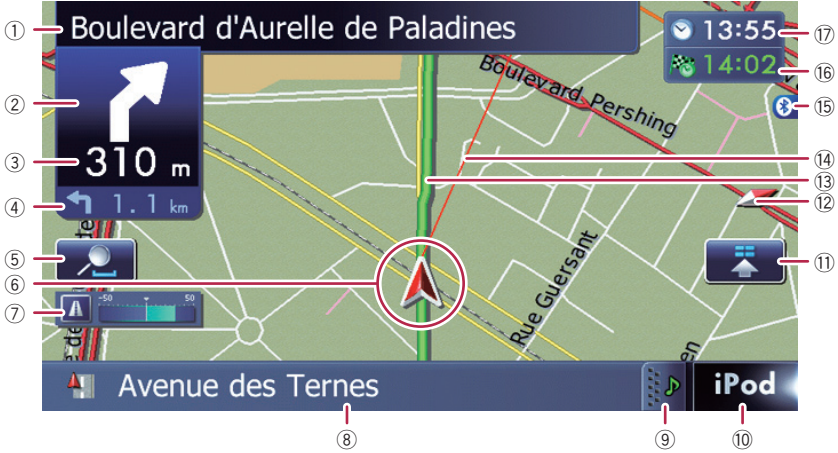 ① Boulevard d'Aurelle de Paladines
13:55 ⑰
14:02 ⑯
Boulevard Pershing
⑮
②
③ 310 m
⑭
⑬
④ 1.1 km
⑫
⑤
⑥
⑪
⑦ -50 50
Rue Guersant
de
en
Avenue des Ternes
iPod
⑧ ⑨ ⑩